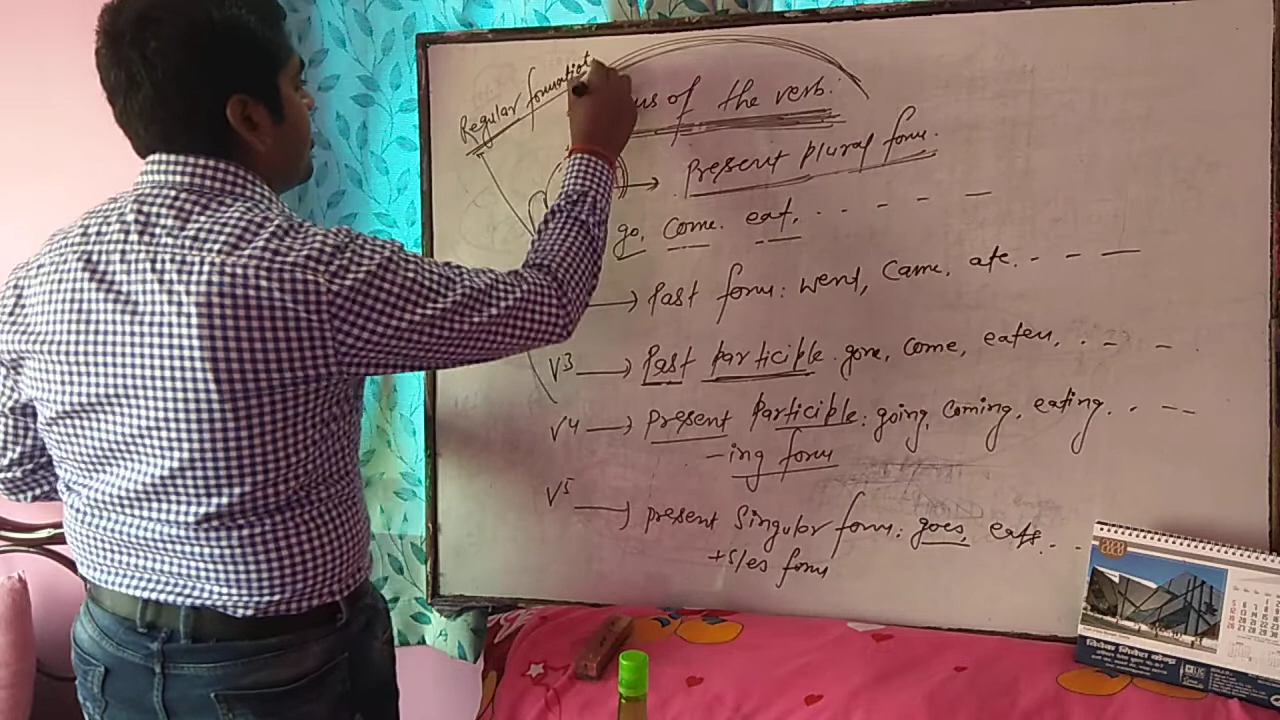 Regular formation
of the verb.
Present plural form.
go, come. eat, . - - - -
Past form: went, came, ate. - - -
V3 → Past participle. gone, come, eaten, . - -
V4 → Present participle: going, coming, eating. . --
-ing form
V5 → present Singular form: goes, eats. . -
+s/es form
2020
विवेक निवेश केन्द्र
LIC